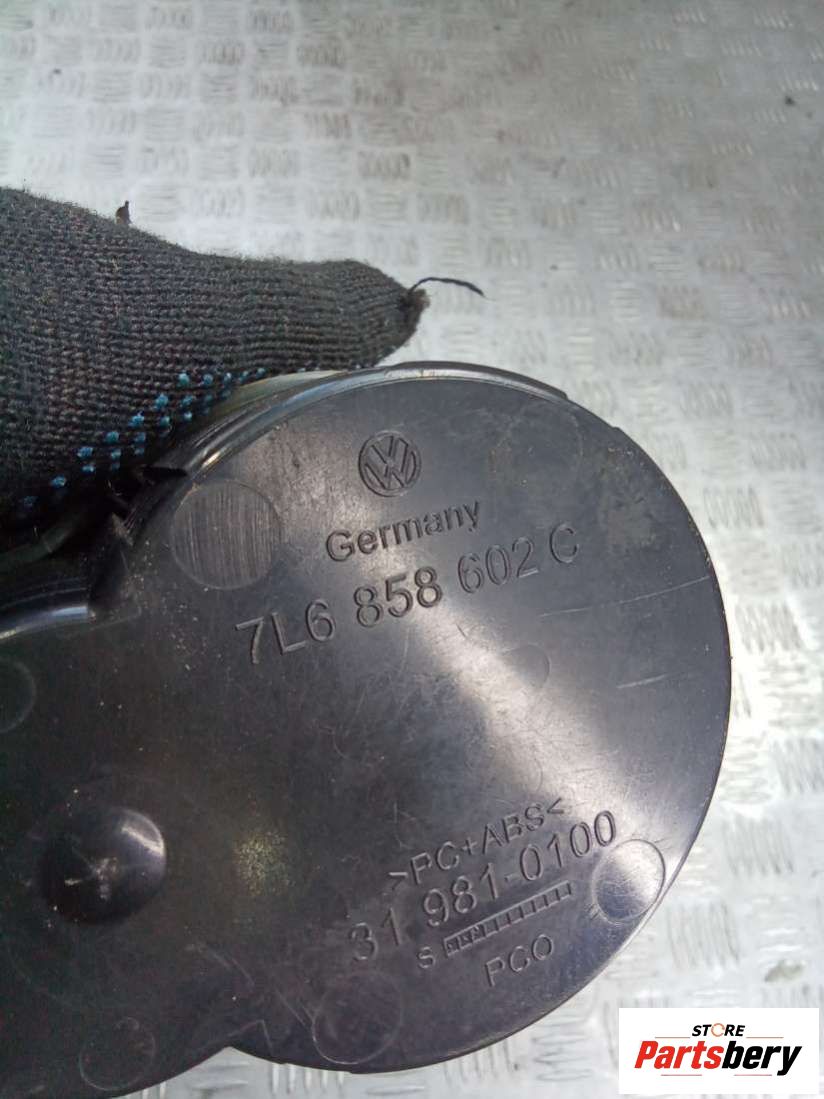 VW
Germany
7L6 858 602 C
>PC+ABS<
31 981-0100
S
PCO
STORE
Partsbery